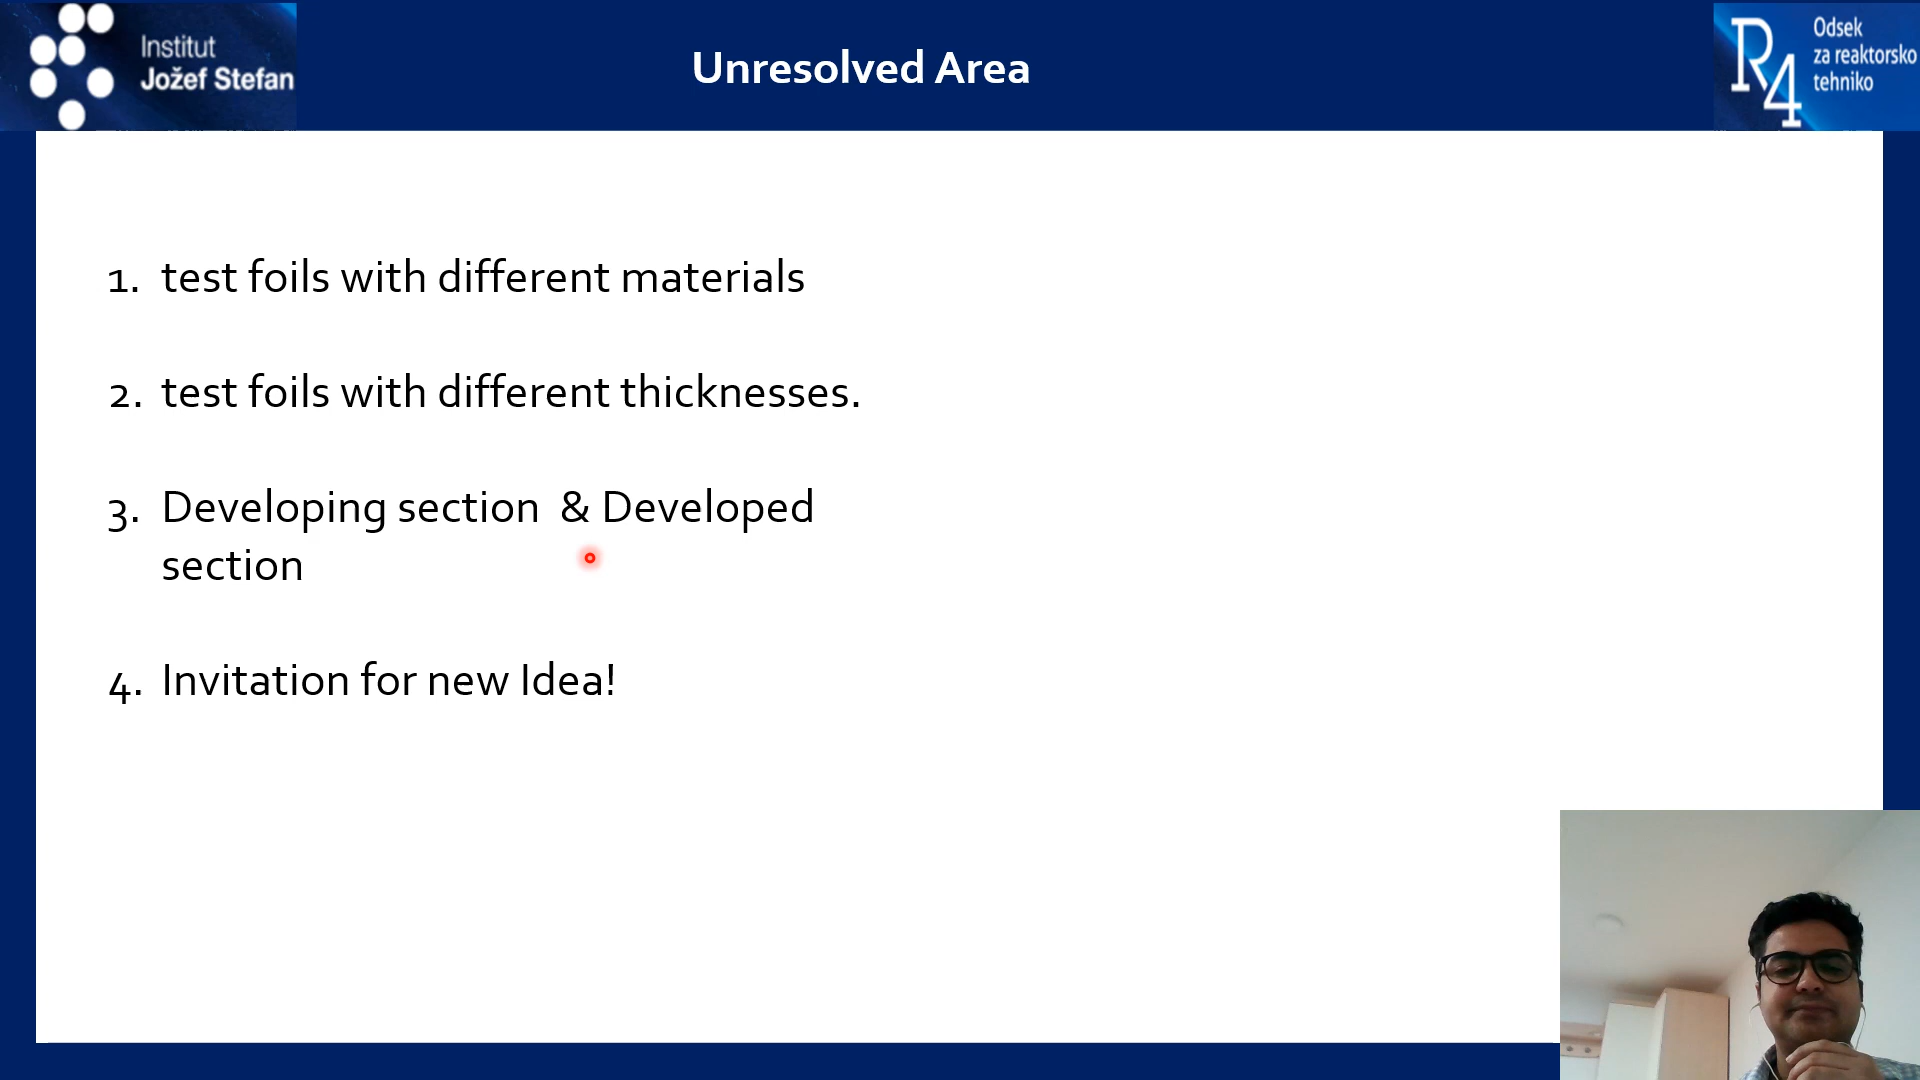 Institut
Jožef Stefan
Unresolved Area
R4
Odsek
za reaktorsko
tehniko
1. test foils with different materials
2. test foils with different thicknesses.
3. Developing section & Developed
section
4. Invitation for new Idea!